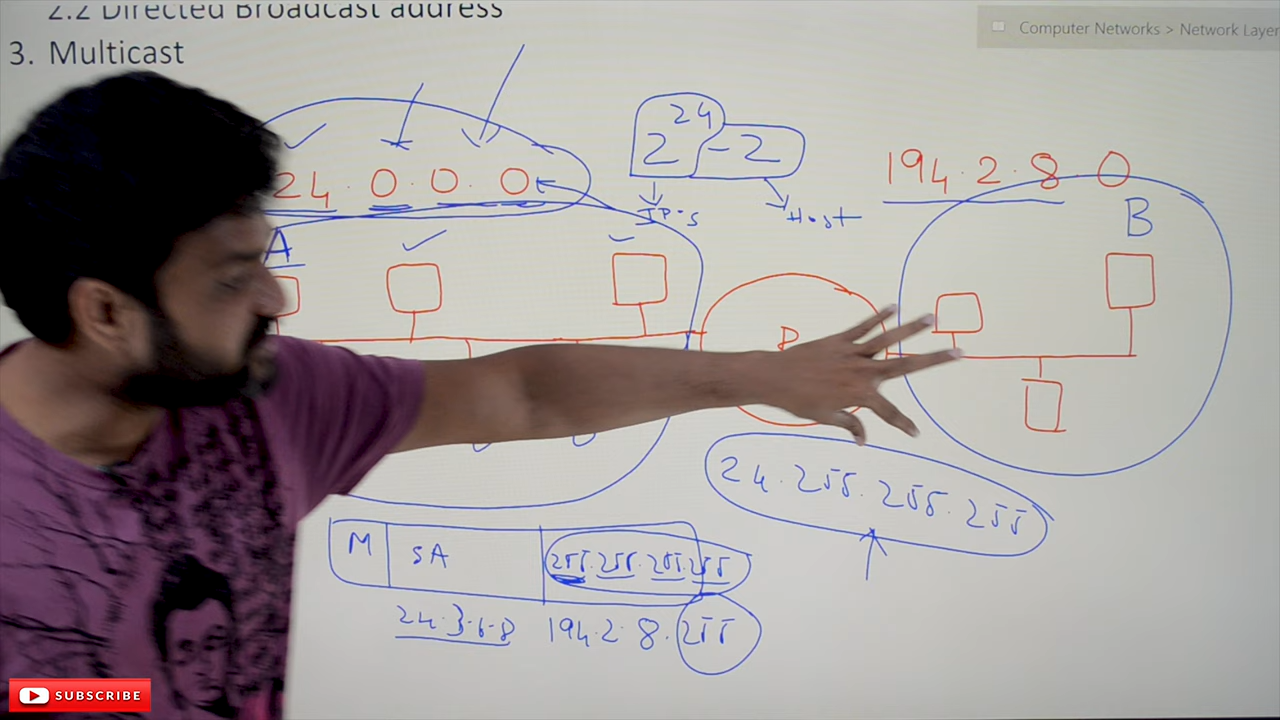 2.2 Directed Broadcast address
Computer Networks > Network Layer
3. Multicast
24.0.0.0
2^24 - 2
IP's
Host
194.2.8.0
A
B
24.255.255.255
M
SA
255.255.255.255
24.3.6.8
194.2.8.255
SUBSCRIBE